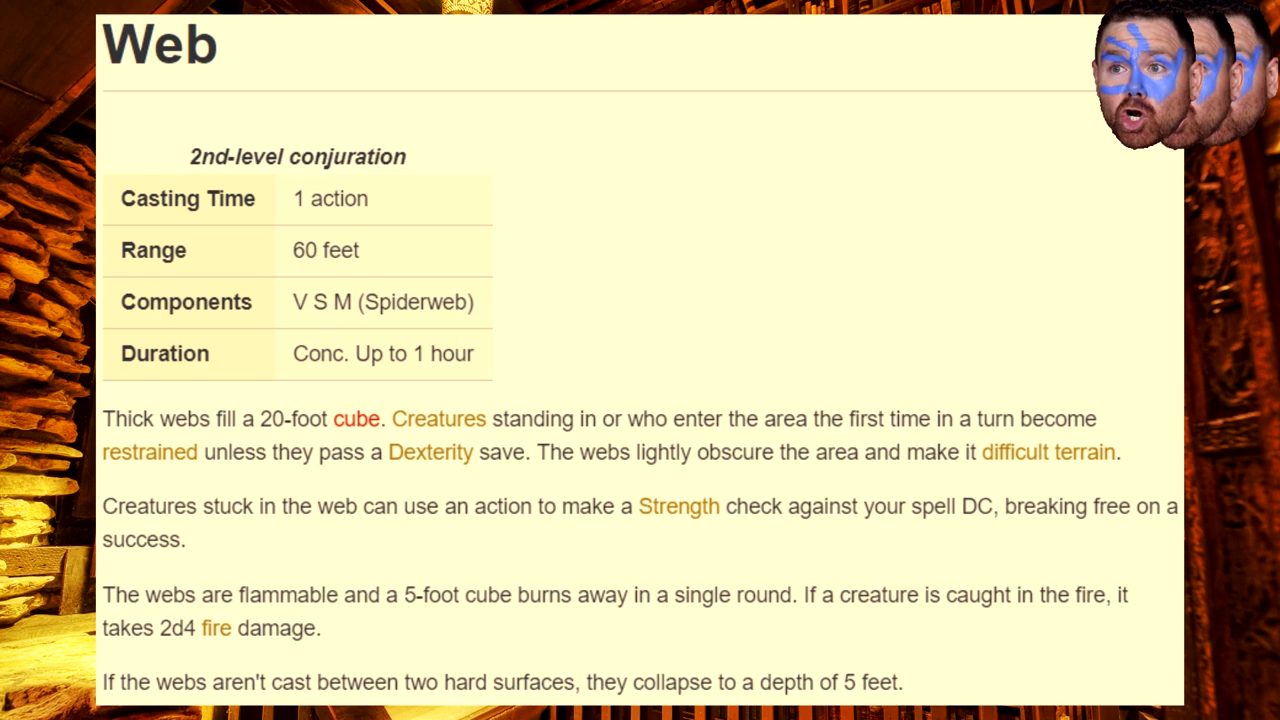 Web
2nd-level conjuration
Casting Time 1 action
Range 60 feet
Components V S M (Spiderweb)
Duration Conc. Up to 1 hour
Thick webs fill a 20-foot cube. Creatures standing in or who enter the area the first time in a turn become
restrained unless they pass a Dexterity save. The webs lightly obscure the area and make it difficult terrain.
Creatures stuck in the web can use an action to make a Strength check against your spell DC, breaking free on a
success.
The webs are flammable and a 5-foot cube burns away in a single round. If a creature is caught in the fire, it
takes 2d4 fire damage.
If the webs aren't cast between two hard surfaces, they collapse to a depth of 5 feet.